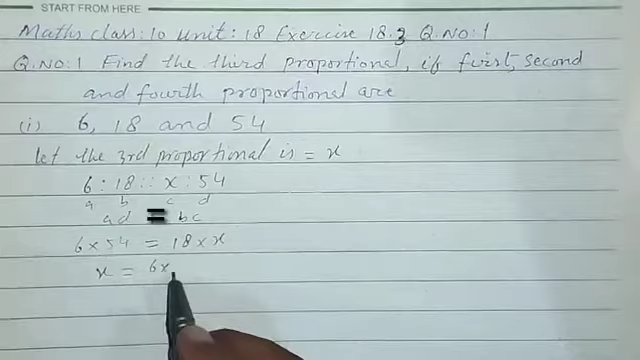 START FROM HERE
Maths class: 10 unit: 18 Exercise 18.3 Q.NO: 1
Q.NO: 1 Find the third proportional, if first, second
and fourth proportional are
(i) 6, 18 and 54
let the 3rd proportional is = x
6 : 18 :: x : 54
a b c d
ad = bc
6 x 54 = 18 x x
x = 6x